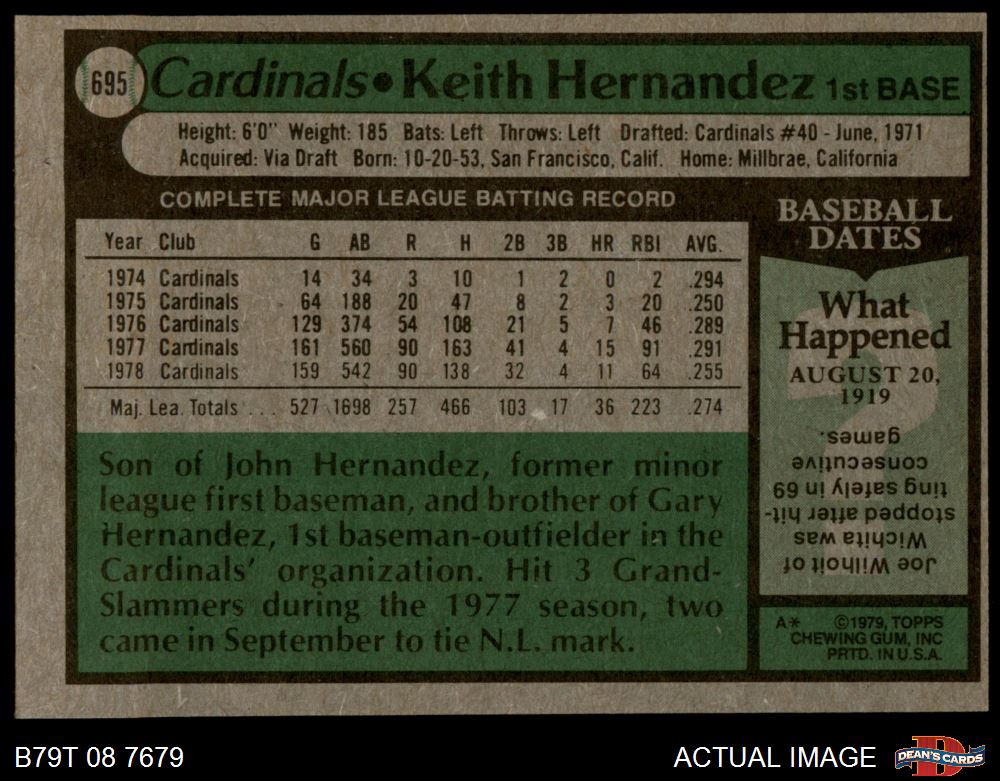 695 Cardinals • Keith Hernandez 1st BASE
Height: 6'0" Weight: 185 Bats: Left Throws: Left Drafted: Cardinals #40 - June, 1971
Acquired: Via Draft Born: 10-20-53, San Francisco, Calif. Home: Millbrae, California
COMPLETE MAJOR LEAGUE BATTING RECORD
Year Club G AB R H 2B 3B HR RBI AVG.
1974 Cardinals 14 34 3 10 1 2 0 2 .294
1975 Cardinals 64 188 20 47 8 2 3 20 .250
1976 Cardinals 129 374 54 108 21 5 7 46 .289
1977 Cardinals 161 560 90 163 41 4 15 91 .291
1978 Cardinals 159 542 90 138 32 4 11 64 .255
Maj. Lea. Totals . . . 527 1698 257 466 103 17 36 223 .274
Son of John Hernandez, former minor
league first baseman, and brother of Gary
Hernandez, 1st baseman-outfielder in the
Cardinals' organization. Hit 3 Grand-
Slammers during the 1977 season, two
came in September to tie N.L. mark.
BASEBALL
DATES
What
Happened
AUGUST 20,
1919
Joe Wilhoit of
Wichita was
stopped after hit-
ting safely in 69
consecutive
games.
A* ©1979, TOPPS
CHEWING GUM, INC
PRTD. IN U.S.A.
B79T 08 7679
ACTUAL IMAGE
D
DEAN'S CARDS